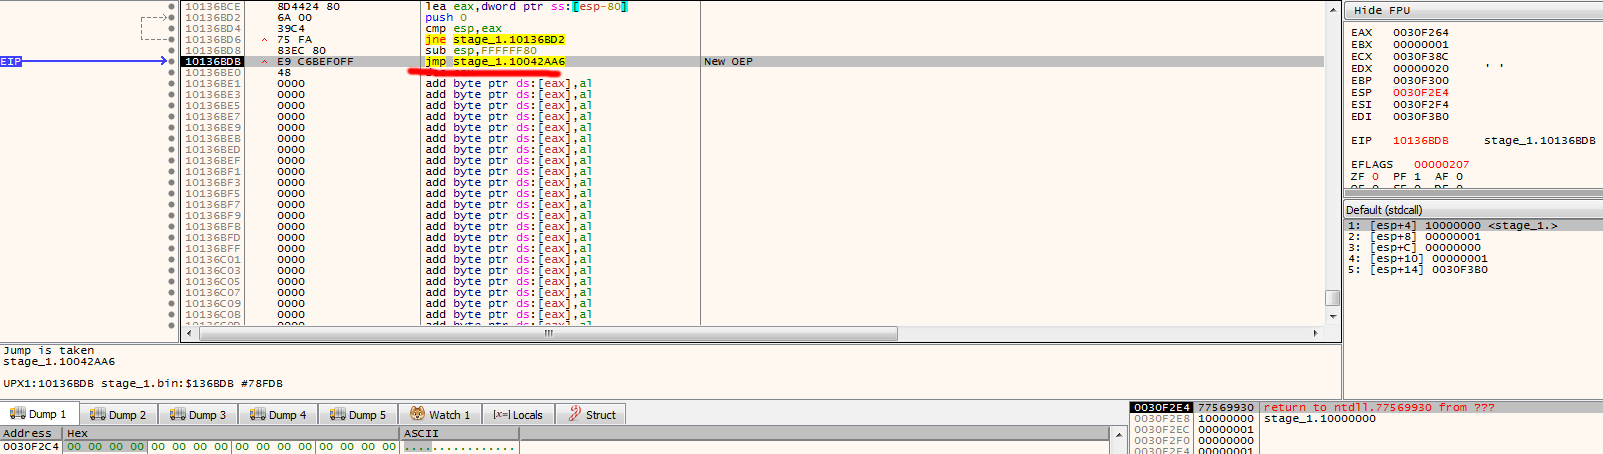 10136BCE 8D4424 80 lea eax,dword ptr ss:[esp-80]
10136BD2 6A 00 push 0
10136BD4 39C4 cmp esp,eax
10136BD6 75 FA jne stage_1.10136BD2
10136BD8 83EC 80 sub esp,FFFFFF80
EIP 10136BDB E9 C6BEF0FF jmp stage_1.10042AA6 New OEP
10136BE0 48
10136BE1 0000 add byte ptr ds:[eax],al
10136BE3 0000 add byte ptr ds:[eax],al
10136BE5 0000 add byte ptr ds:[eax],al
10136BE7 0000 add byte ptr ds:[eax],al
10136BE9 0000 add byte ptr ds:[eax],al
10136BEB 0000 add byte ptr ds:[eax],al
10136BED 0000 add byte ptr ds:[eax],al
10136BEF 0000 add byte ptr ds:[eax],al
10136BF1 0000 add byte ptr ds:[eax],al
10136BF3 0000 add byte ptr ds:[eax],al
10136BF5 0000 add byte ptr ds:[eax],al
10136BF7 0000 add byte ptr ds:[eax],al
10136BF9 0000 add byte ptr ds:[eax],al
10136BFB 0000 add byte ptr ds:[eax],al
10136BFD 0000 add byte ptr ds:[eax],al
10136BFF 0000 add byte ptr ds:[eax],al
10136C01 0000 add byte ptr ds:[eax],al
10136C03 0000 add byte ptr ds:[eax],al
10136C05 0000 add byte ptr ds:[eax],al
10136C07 0000 add byte ptr ds:[eax],al
10136C09 0000 add byte ptr ds:[eax],al
10136C0B 0000 add byte ptr ds:[eax],al
10136C0D 0000 add byte ptr ds:[eax],al
Hide FPU
EAX 0030F264
EBX 00000001
ECX 0030F38C
EDX 00000020 ' '
EBP 0030F300
ESP 0030F2E4
ESI 0030F2F4
EDI 0030F3B0
EIP 10136BDB stage_1.10136BDB
EFLAGS 00000207
ZF 0 PF 1 AF 0
Default (stdcall)
1: [esp+4] 10000000 <stage_1.>
2: [esp+8] 00000001
3: [esp+C] 00000000
4: [esp+10] 00000001
5: [esp+14] 0030F3B0
Jump is taken
stage_1.10042AA6
UPX1:10136BDB stage_1.bin:$136BDB #78FDB
Dump 1 Dump 2 Dump 3 Dump 4 Dump 5 Watch 1 [x=] Locals Struct
Address Hex ASCII
0030F2C4 00 00 00 00 00 00 00 00 00 00 00 00 00 00 00 00 ................
0030F2E4 77569930 return to ntdll.77569930 from ???
0030F2E8 10000000 stage_1.10000000
0030F2EC 00000001
0030F2F0 00000000
0030F2F4 00000001